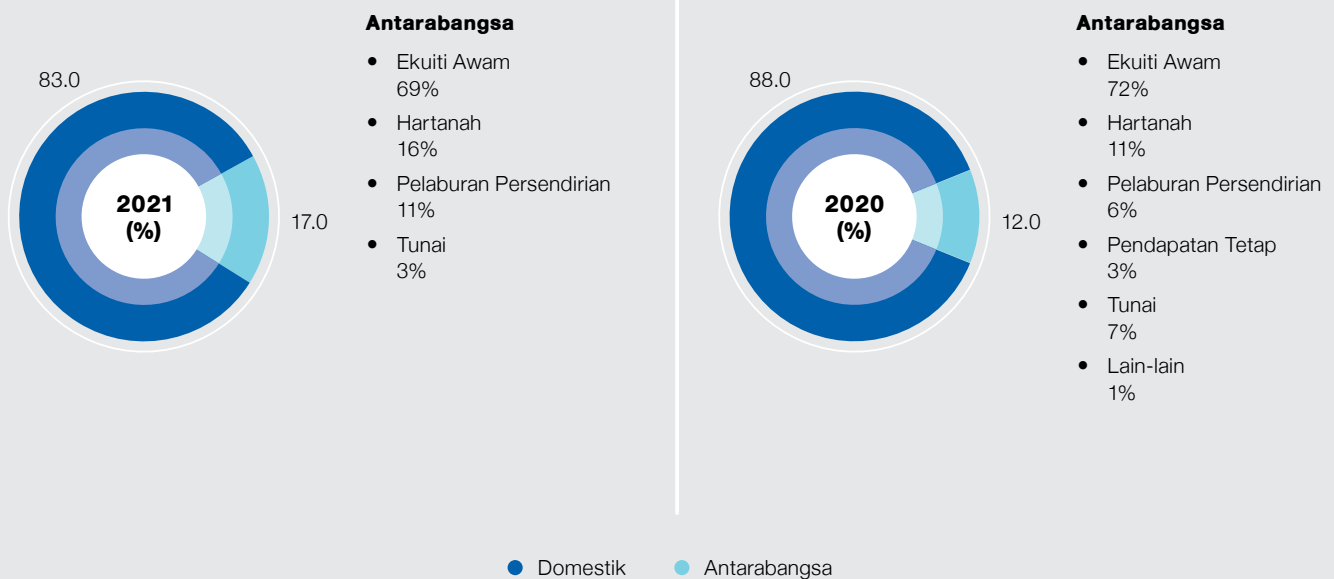 83.0
2021
(%)
17.0
Antarabangsa
• Ekuiti Awam
69%
• Hartanah
16%
• Pelaburan Persendirian
11%
• Tunai
3%
88.0
2020
(%)
12.0
Antarabangsa
• Ekuiti Awam
72%
• Hartanah
11%
• Pelaburan Persendirian
6%
• Pendapatan Tetap
3%
• Tunai
7%
• Lain-lain
1%
Domestik
Antarabangsa